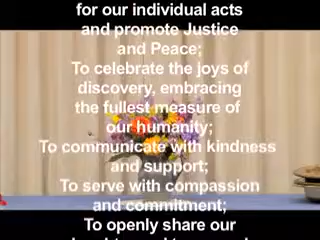 for our individual acts
and promote Justice
and Peace;
To celebrate the joys of
discovery, embracing
the fullest measure of
our humanity;
To communicate with kindness
and support;
To serve with compassion
and commitment;
To openly share our